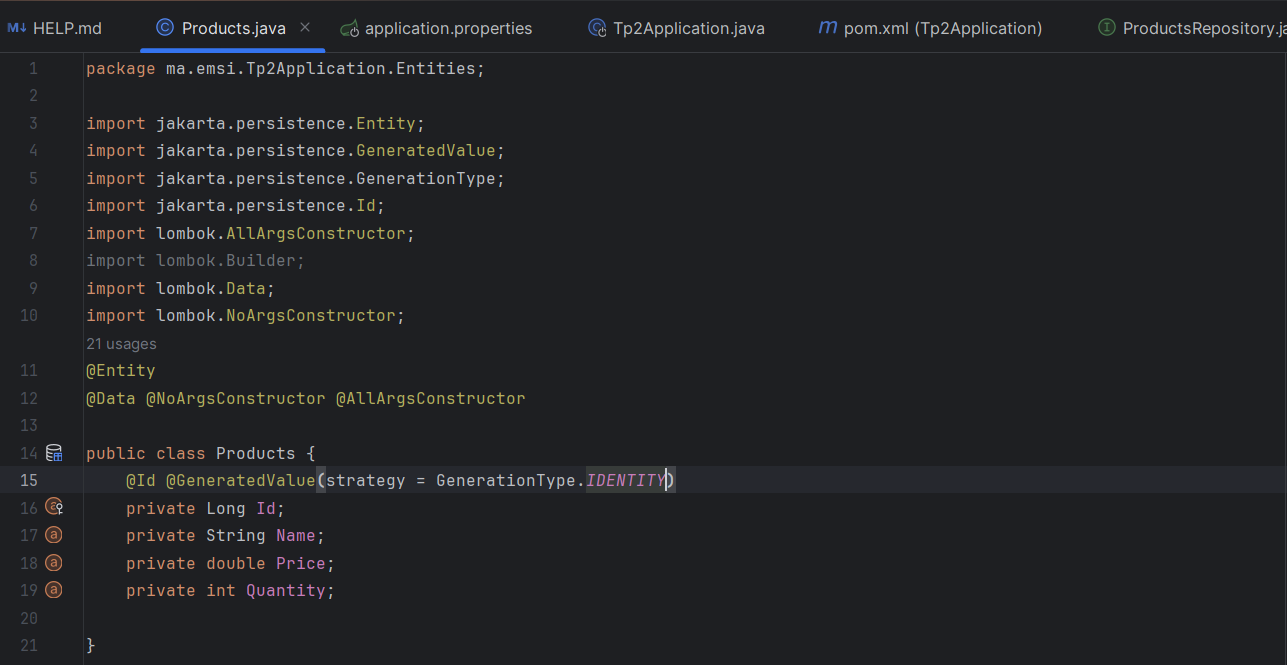 M↓ HELP.md
Products.java ×
application.properties
Tp2Application.java
m pom.xml (Tp2Application)
ProductsRepository.ja
1 package ma.emsi.Tp2Application.Entities;
2
3 import jakarta.persistence.Entity;
4 import jakarta.persistence.GeneratedValue;
5 import jakarta.persistence.GenerationType;
6 import jakarta.persistence.Id;
7 import lombok.AllArgsConstructor;
8 import lombok.Builder;
9 import lombok.Data;
10 import lombok.NoArgsConstructor;
21 usages
11 @Entity
12 @Data @NoArgsConstructor @AllArgsConstructor
13
14 public class Products {
15 @Id @GeneratedValue(strategy = GenerationType.IDENTITY)
16 private Long Id;
17 private String Name;
18 private double Price;
19 private int Quantity;
20
21 }